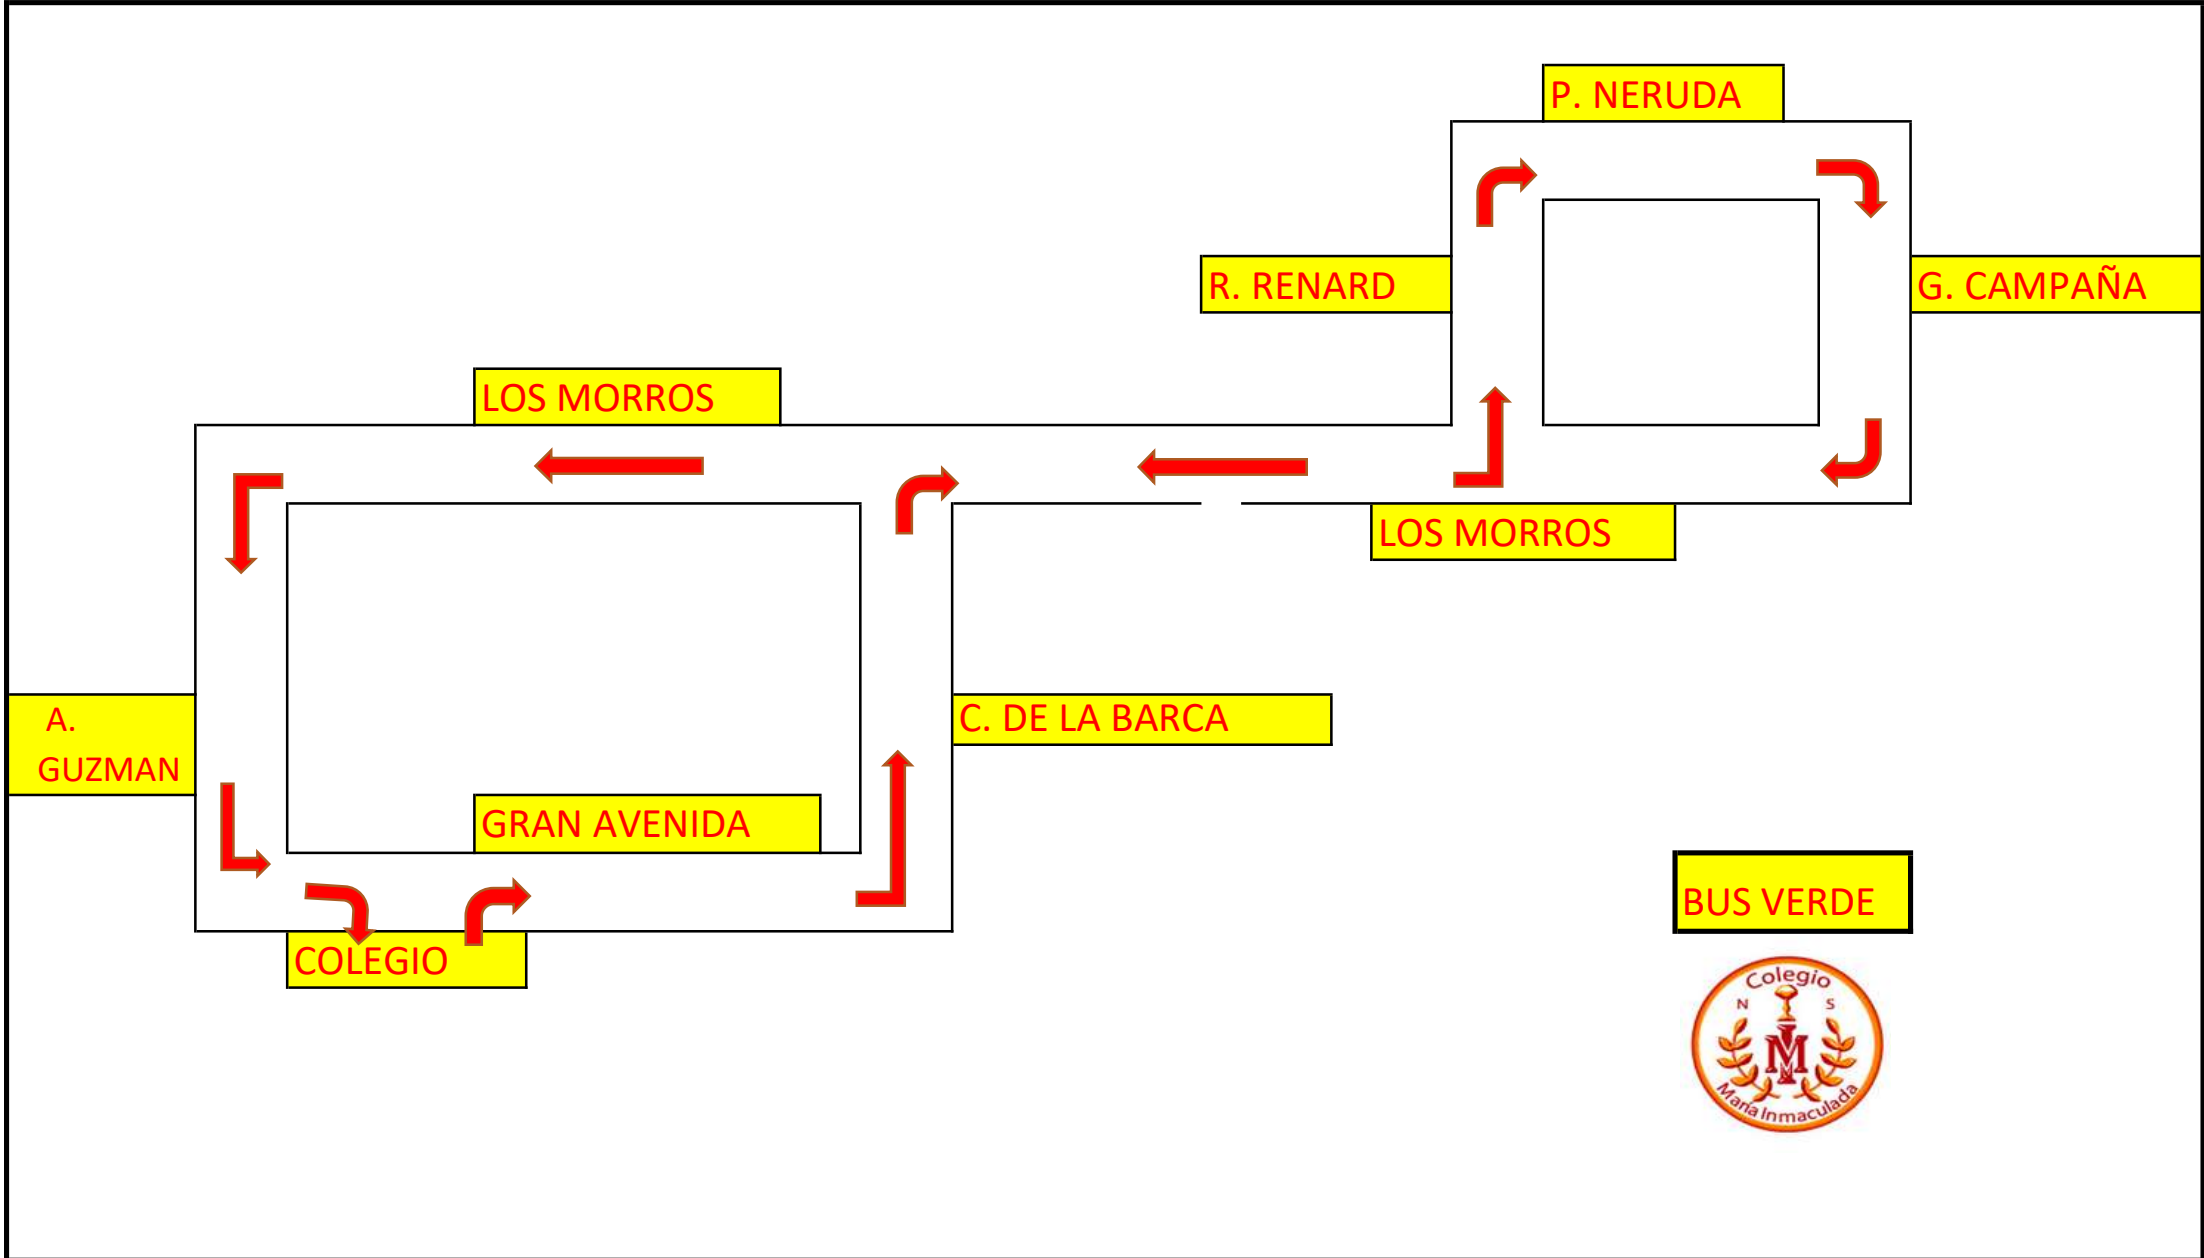 P. NERUDA
R. RENARD
G. CAMPAÑA
LOS MORROS
LOS MORROS
A.
GUZMAN
C. DE LA BARCA
GRAN AVENIDA
BUS VERDE
COLEGIO
Colegio
N S
M
María Inmaculada